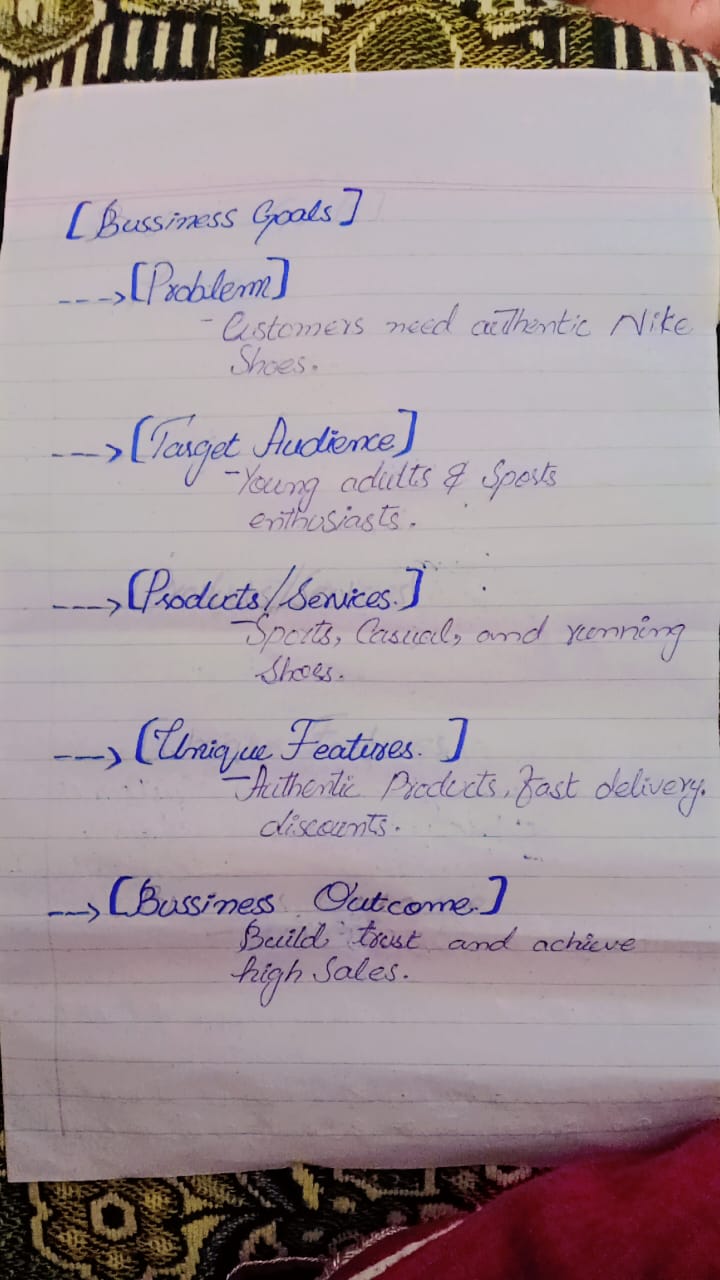 [Bussiness Goals]
---> [Problem]
- Customers need authentic Nike
Shoes.
---> [Target Audience]
- Young adults & Sports
enthusiasts.
---> [Products/Services.]
- Sports, Casual, and running
Shoes.
---> [Unique Features.]
- Authentic Products, fast delivery.
discounts.
---> [Bussiness Outcome.]
Build trust and achieve
high Sales.